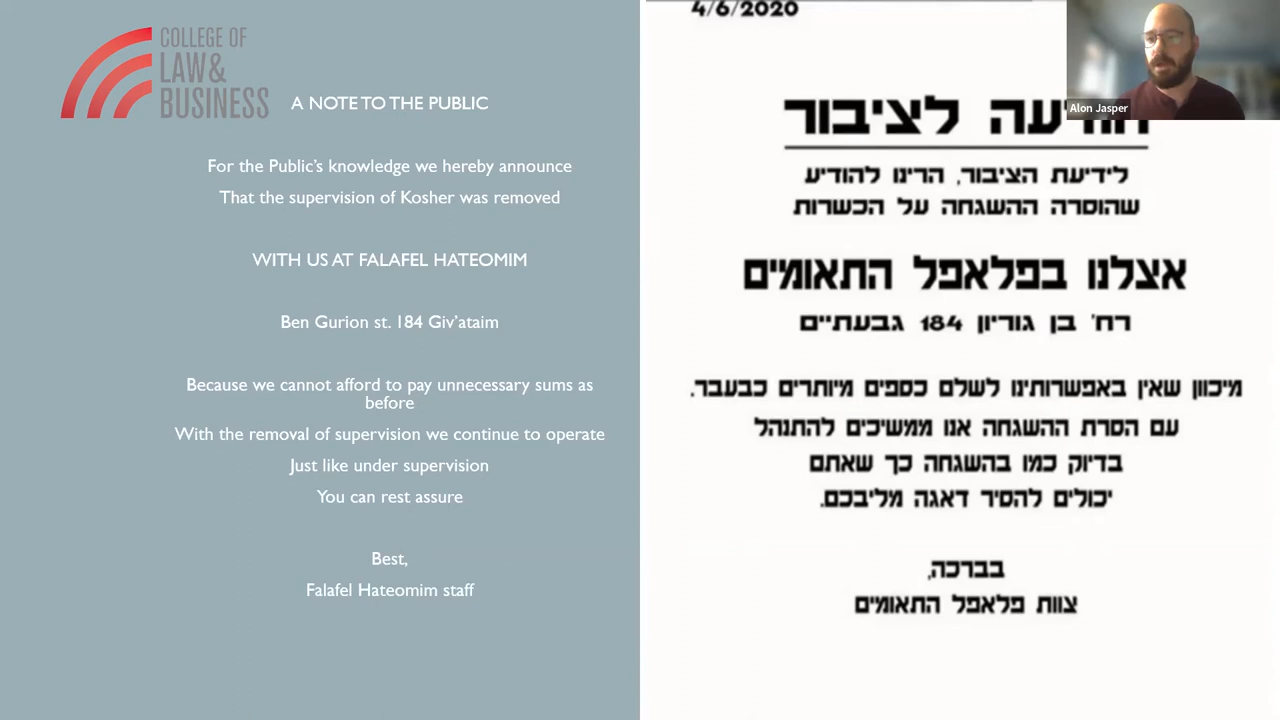 COLLEGE OF
LAW&
BUSINESS
A NOTE TO THE PUBLIC
For the Public's knowledge we hereby announce
That the supervision of Kosher was removed
WITH US AT FALAFEL HATEOMIM
Ben Gurion st. 184 Giv'ataim
Because we cannot afford to pay unnecessary sums as
before
With the removal of supervision we continue to operate
Just like under supervision
You can rest assure
Best,
Falafel Hateomim staff
4/6/2020
לציבור
לידיעת הציבור, הרינו להודיע
שהוסרה ההשגחה על הכשרות
אצלנו בפלאפל התאומים
רח' בן גוריון 184 גבעתיים
מיכוון שאין באפשרותינו לשלם כספים מיותרים כבעבר.
עם הסרת ההשגחה אנו ממשיכים להתנהל
בדיוק כמו בהשגחה כך שאתם
יכולים להסיר דאגה מליבכם.
בברכה,
צוות פלאפל התאומים
Alon Jasper